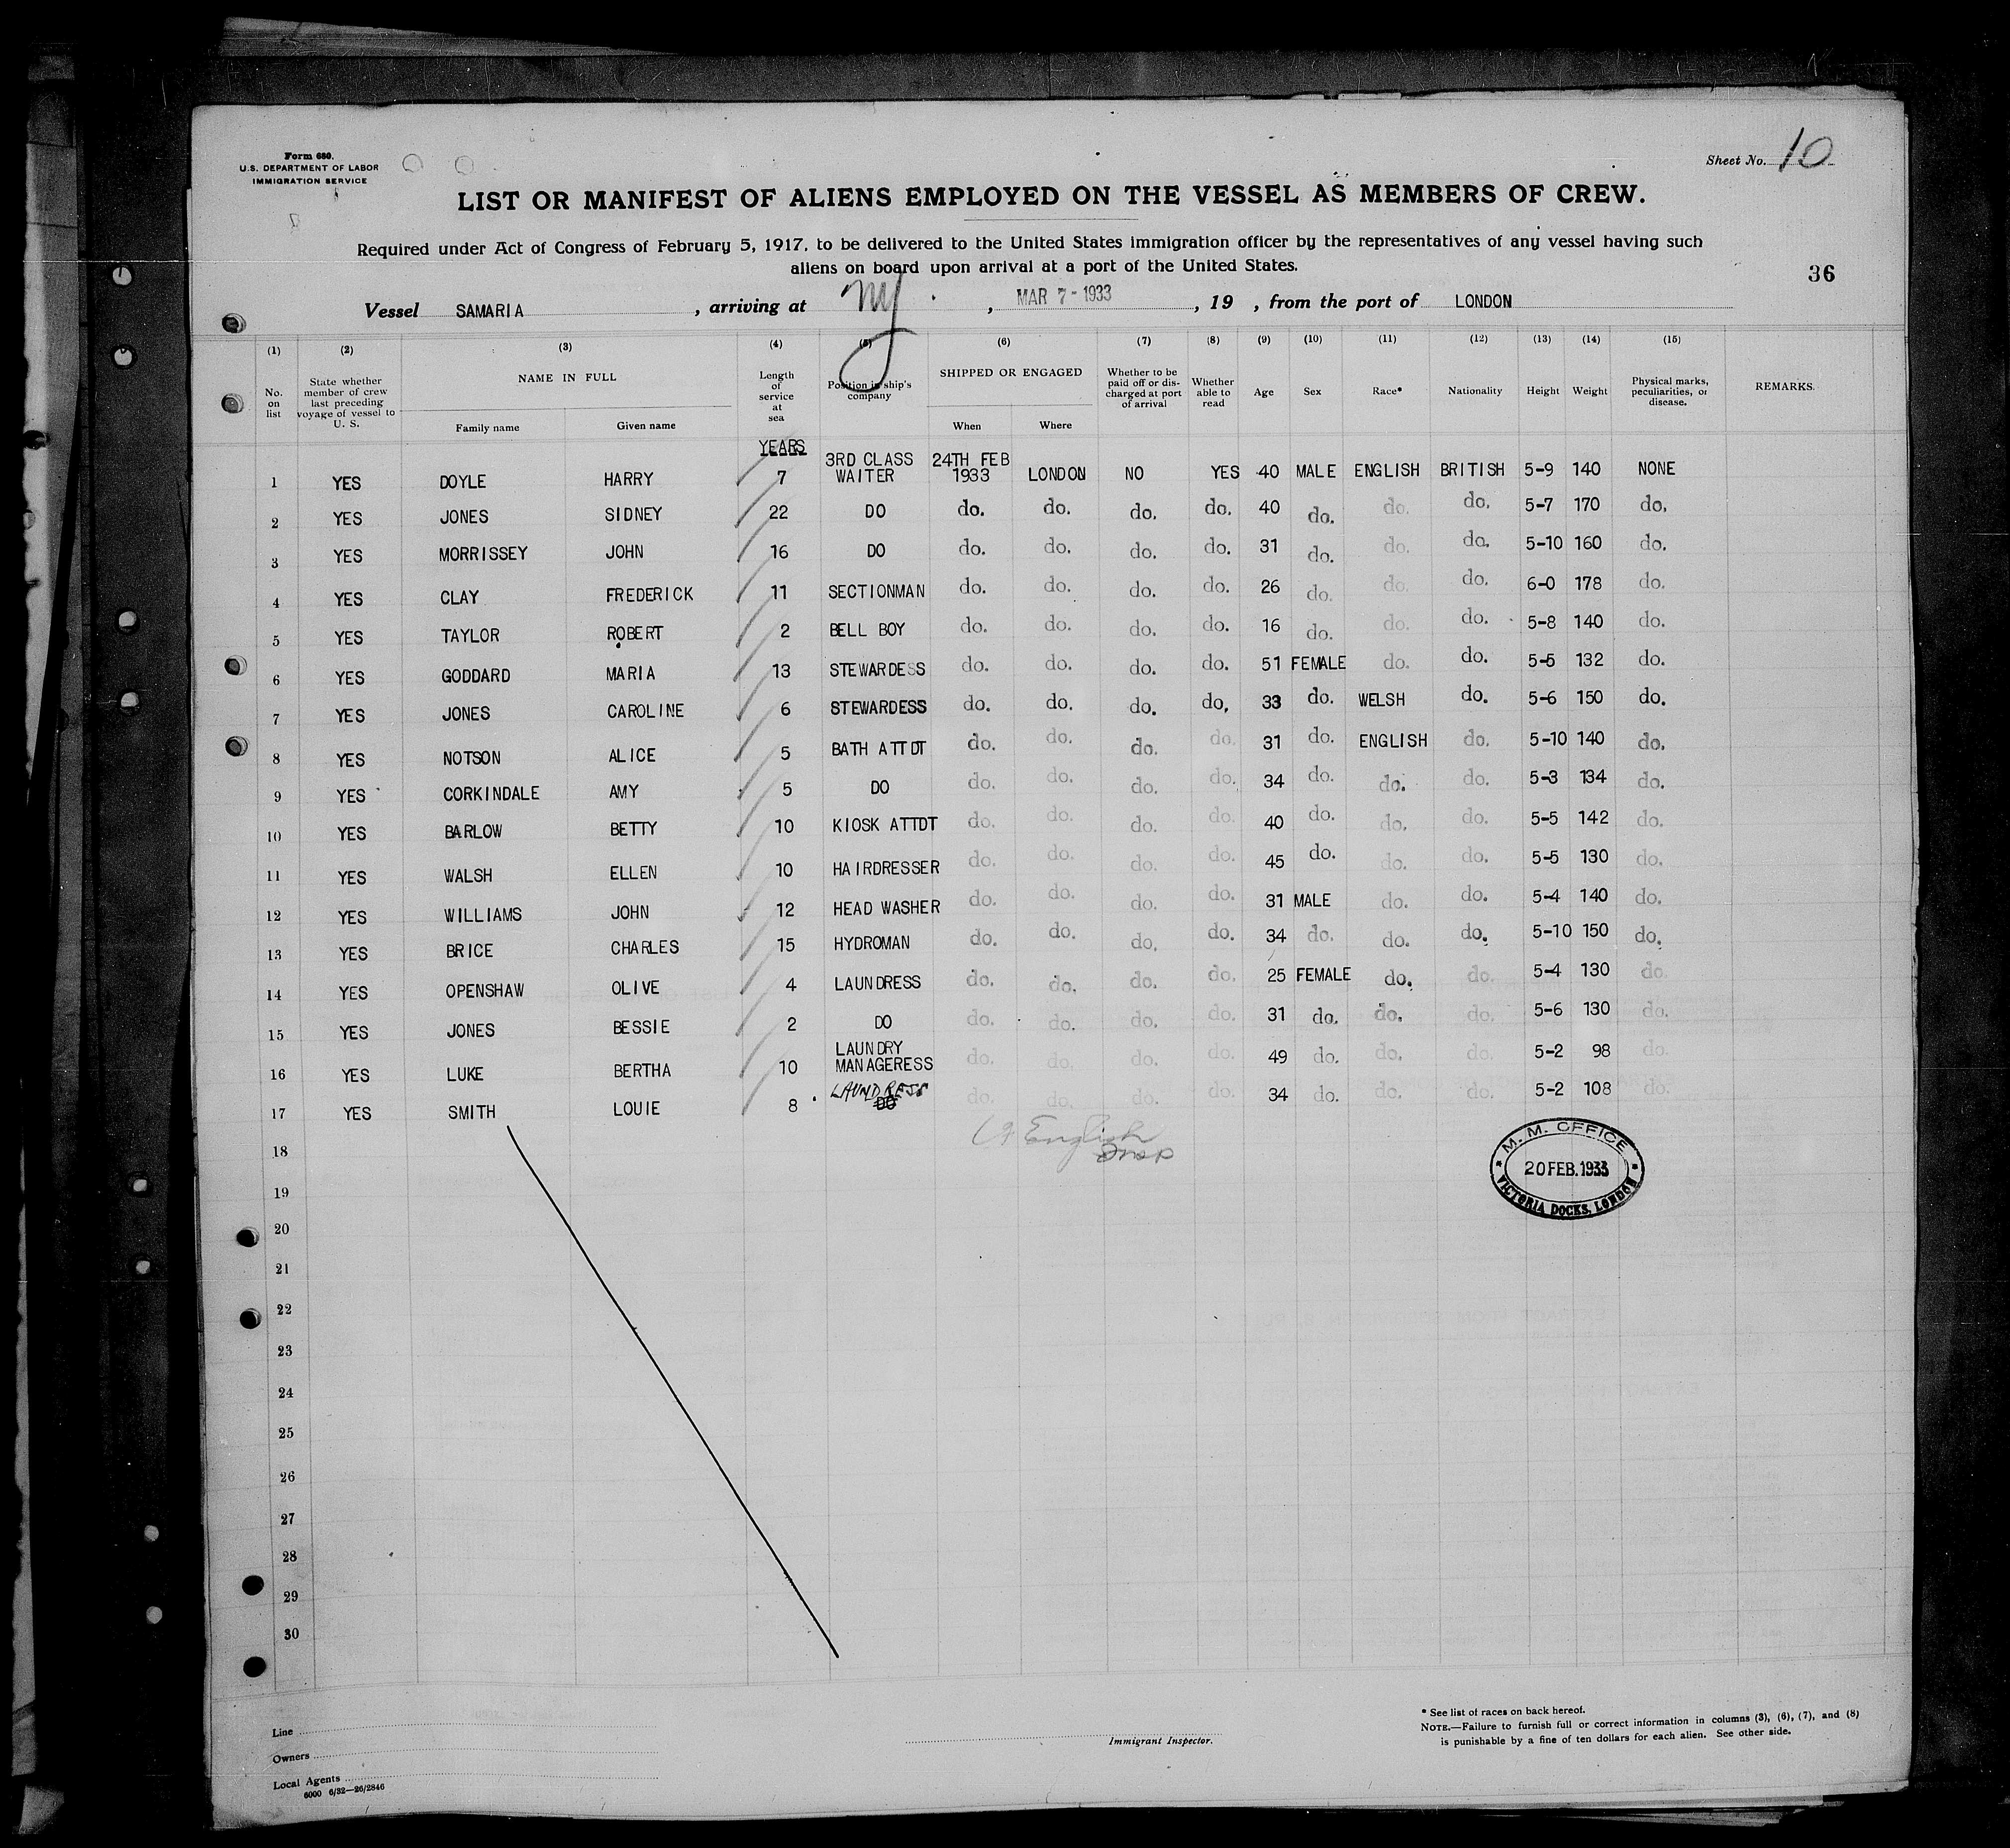 Form 680.
U.S. DEPARTMENT OF LABOR
IMMIGRATION SERVICE
Sheet No. 10
LIST OR MANIFEST OF ALIENS EMPLOYED ON THE VESSEL AS MEMBERS OF CREW.
Required under Act of Congress of February 5, 1917, to be delivered to the United States immigration officer by the representatives of any vessel having such
aliens on board upon arrival at a port of the United States.
36
Vessel SAMARIA, arriving at NY, MAR 7-1933, 19 , from the port of LONDON
(1) (2) (3) (4) (5) (6) (7) (8) (9) (10) (11) (12) (13) (14) (15)
No. on list State whether member of crew last preceding voyage of vessel to U. S. NAME IN FULL Family name Given name Length of service at sea Position in ship's company SHIPPED OR ENGAGED When Where Whether to be paid off or discharged at port of arrival Whether able to read Age Sex Race* Nationality Height Weight Physical marks, peculiarities, or disease. REMARKS.
YEARS
1 YES DOYLE HARRY 7 3RD CLASS WAITER 24TH FEB 1933 LONDON NO YES 40 MALE ENGLISH BRITISH 5-9 140 NONE
2 YES JONES SIDNEY 22 DO do. do. do. do. 40 do. do. do. 5-7 170 do.
3 YES MORRISSEY JOHN 16 DO do. do. do. do. 31 do. do. do. 5-10 160 do.
4 YES CLAY FREDERICK 11 SECTIONMAN do. do. do. do. 26 do. do. do. 6-0 178 do.
5 YES TAYLOR ROBERT 2 BELL BOY do. do. do. do. 16 do. do. do. 5-8 140 do.
6 YES GODDARD MARIA 13 STEWARDESS do. do. do. do. 51 FEMALE do. do. 5-5 132 do.
7 YES JONES CAROLINE 6 STEWARDESS do. do. do. do. 33 do. WELSH do. 5-6 150 do.
8 YES NOTSON ALICE 5 BATH ATTDT do. do. do. do. 31 do. ENGLISH do. 5-10 140 do.
9 YES CORKINDALE AMY 5 DO do. do. do. do. 34 do. do. do. 5-3 134 do.
10 YES BARLOW BETTY 10 KIOSK ATTDT do. do. do. do. 40 do. do. do. 5-5 142 do.
11 YES WALSH ELLEN 10 HAIRDRESSER do. do. do. do. 45 do. do. do. 5-5 130 do.
12 YES WILLIAMS JOHN 12 HEAD WASHER do. do. do. do. 31 MALE do. do. 5-4 140 do.
13 YES BRICE CHARLES 15 HYDROMAN do. do. do. do. 34 do. do. do. 5-10 150 do.
14 YES OPENSHAW OLIVE 4 LAUNDRESS do. do. do. do. 25 FEMALE do. do. 5-4 130 do.
15 YES JONES BESSIE 2 DO do. do. do. do. 31 do. do. do. 5-6 130 do.
16 YES LUKE BERTHA 10 LAUNDRY MANAGERESS do. do. do. do. 49 do. do. do. 5-2 98 do.
17 YES SMITH LOUIE 8 LAUNDRESS DO do. do. do. do. 34 do. do. do. 5-2 108 do.
English
18
19
20
21
22
23
24
25
26
27
28
29
30
M. M. OFFICE
20 FEB. 1933
VICTORIA DOCKS, LONDON
Line
Owners
Local Agents
6000 6/32—26/2846
Immigrant Inspector.
* See list of races on back hereof.
NOTE.—Failure to furnish full or correct information in columns (3), (6), (7), and (8)
is punishable by a fine of ten dollars for each alien. See other side.